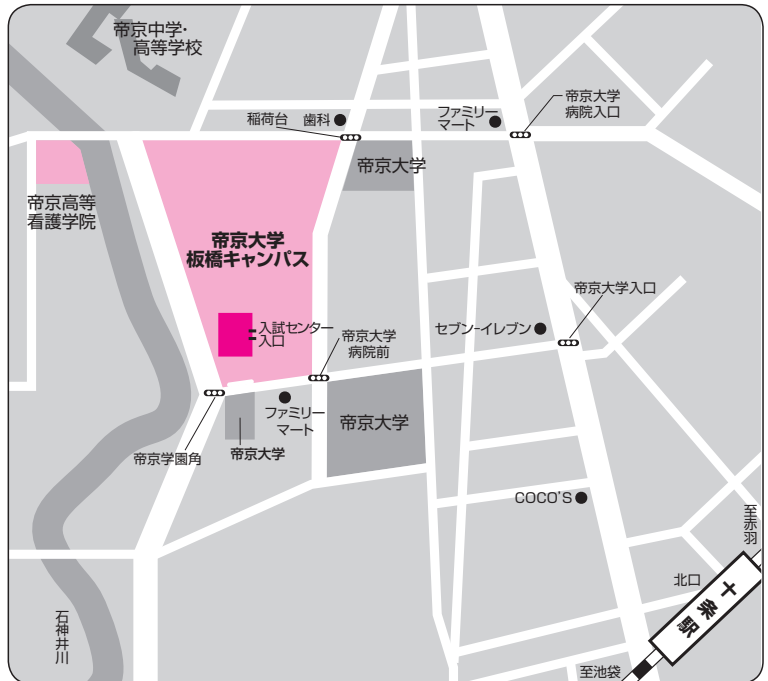 帝京中学・
高等学校
稲荷台
歯科
ファミリー
マート
帝京大学
病院入口
帝京大学
帝京高等
看護学院
帝京大学
板橋キャンパス
帝京大学入口
入試センター
入口
帝京大学
病院前
セブン-イレブン
ファミリー
マート
帝京大学
帝京学園角
帝京大学
COCO'S
至赤羽
北口
十条駅
石神井川
至池袋